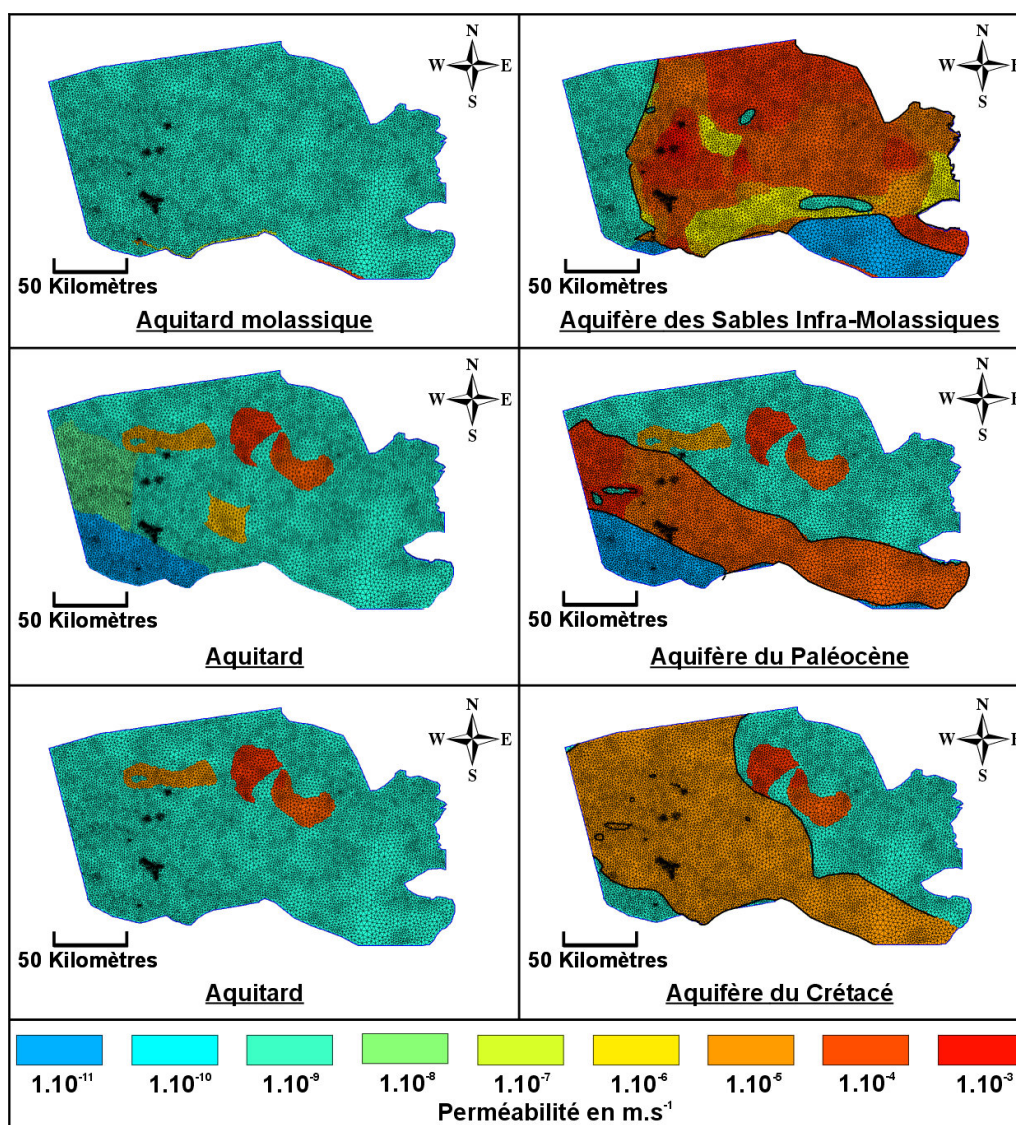 N
W E
S
50 Kilomètres
Aquitard molassique
N
W E
S
50 Kilomètres
Aquifère des Sables Infra-Molassiques
N
W E
S
50 Kilomètres
Aquitard
N
W E
S
50 Kilomètres
Aquifère du Paléocène
N
W E
S
50 Kilomètres
Aquitard
N
W E
S
50 Kilomètres
Aquifère du Crétacé
1.10⁻¹¹ 1.10⁻¹⁰ 1.10⁻⁹ 1.10⁻⁸ 1.10⁻⁷ 1.10⁻⁶ 1.10⁻⁵ 1.10⁻⁴ 1.10⁻³
Perméabilité en m.s⁻¹